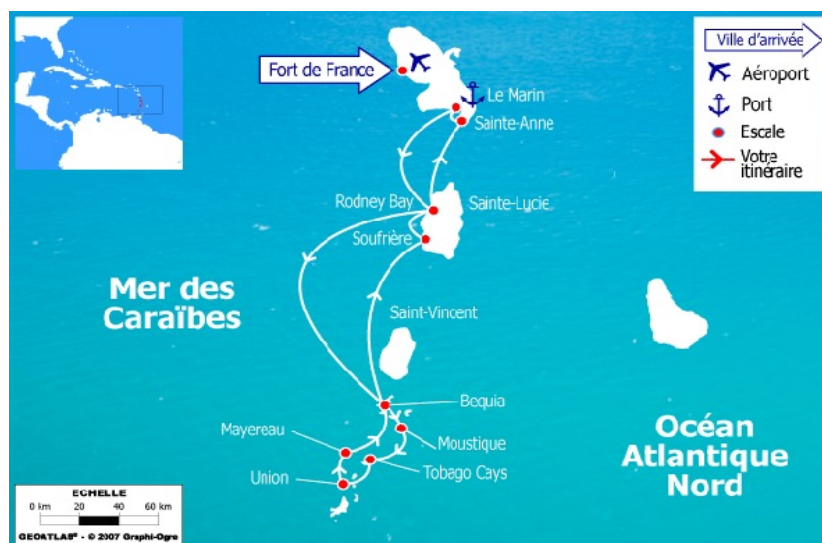 Ville d'arrivée
Aéroport
Port
Escale
Votre
itinéraire
Fort de France
Le Marin
Sainte-Anne
Rodney Bay
Sainte-Lucie
Soufrière
Mer des
Caraïbes
Saint-Vincent
Bequia
Mayereau
Moustique
Tobago Cays
Union
Océan
Atlantique
Nord
ECHELLE
0 km 20 40 60 km
GEOATLAS® - © 2007 Graphi-Ogre